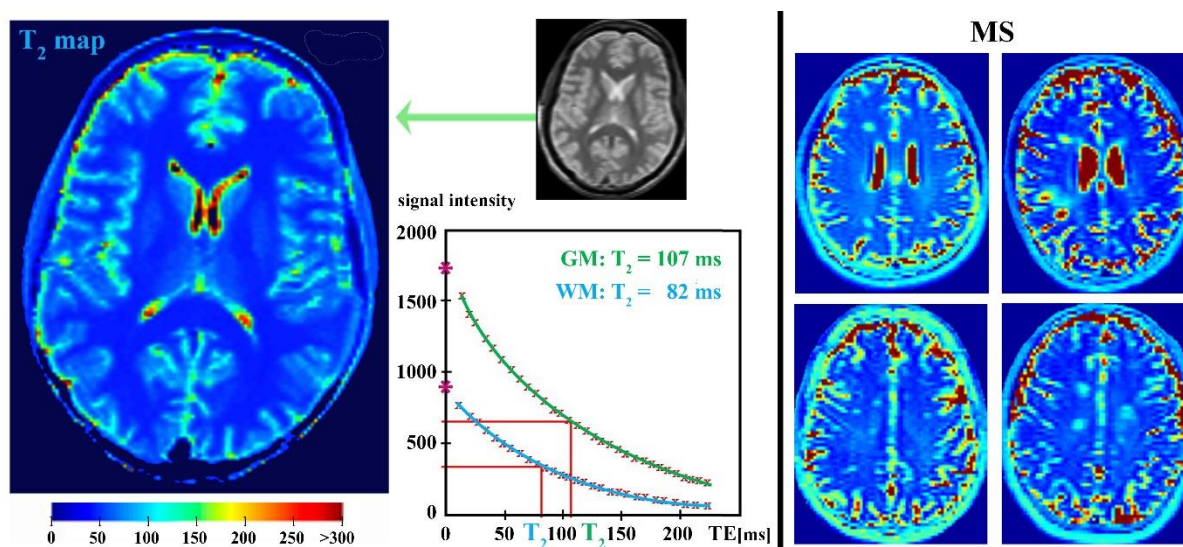 T2 map
MS
signal intensity
2000
1500
1000
500
0
GM: T2 = 107 ms
WM: T2 = 82 ms
0 50 100 150 200 TE[ms]
T2 T2
0 50 100 150 200 250 >300